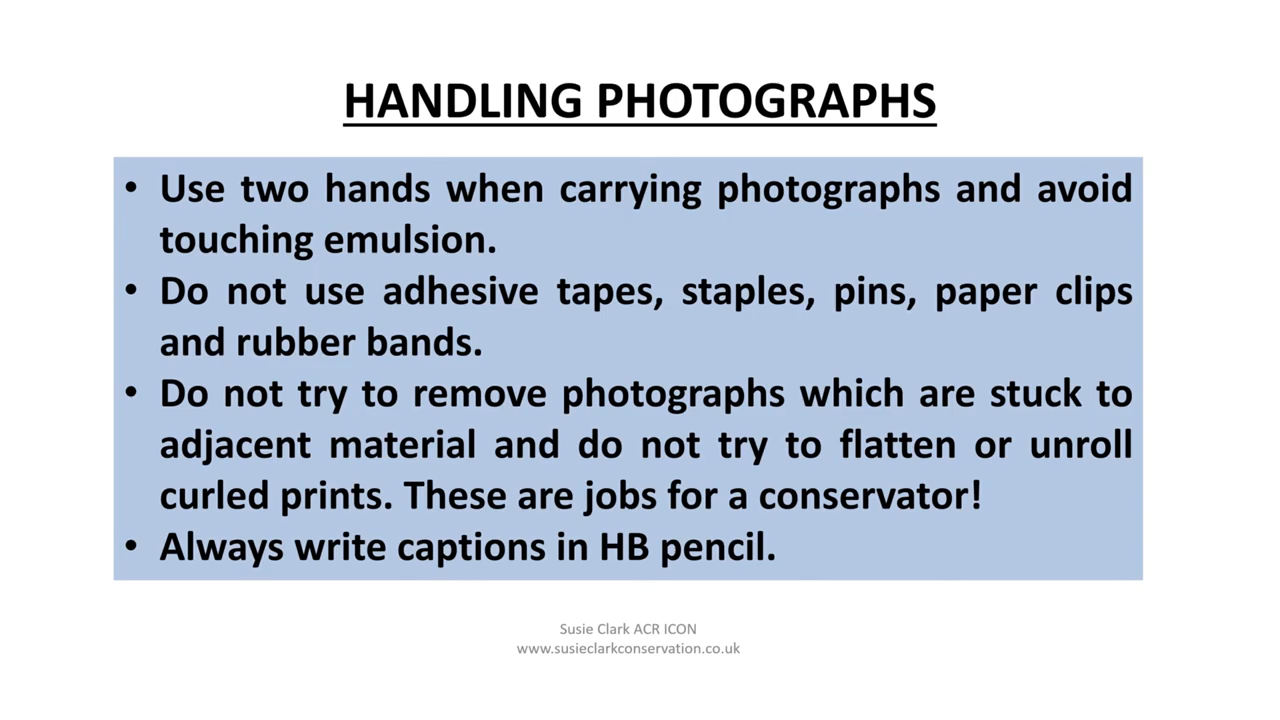 HANDLING PHOTOGRAPHS
• Use two hands when carrying photographs and avoid
touching emulsion.
• Do not use adhesive tapes, staples, pins, paper clips
and rubber bands.
• Do not try to remove photographs which are stuck to
adjacent material and do not try to flatten or unroll
curled prints. These are jobs for a conservator!
• Always write captions in HB pencil.
Susie Clark ACR ICON
www.susieclarkconservation.co.uk